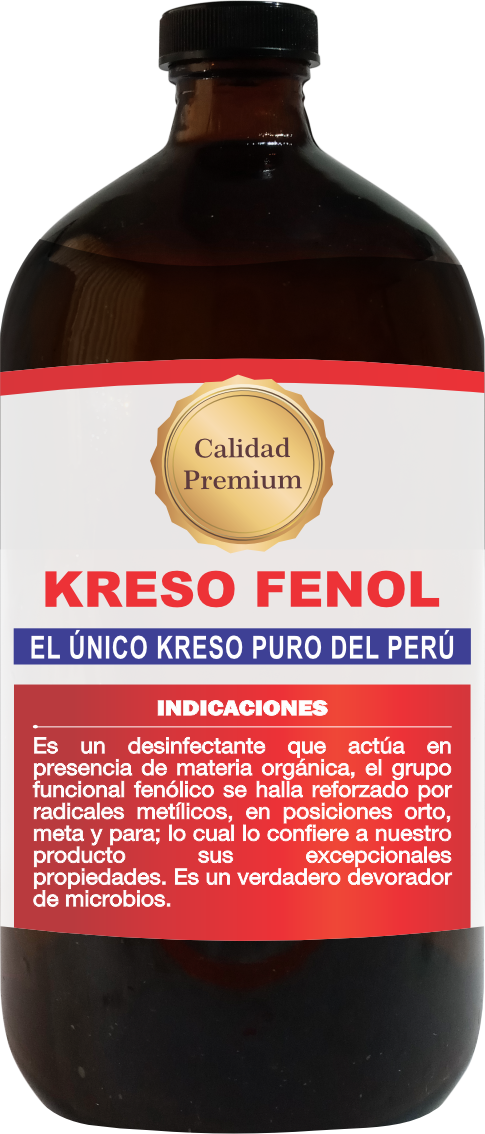 Calidad
Premium
KRESO FENOL
EL ÚNICO KRESO PURO DEL PERÚ
INDICACIONES
Es un desinfectante que actúa en
presencia de materia orgánica, el grupo
funcional fenólico se halla reforzado por
radicales metílicos, en posiciones orto,
meta y para; lo cual lo confiere a nuestro
producto sus excepcionales
propiedades. Es un verdadero devorador
de microbios.